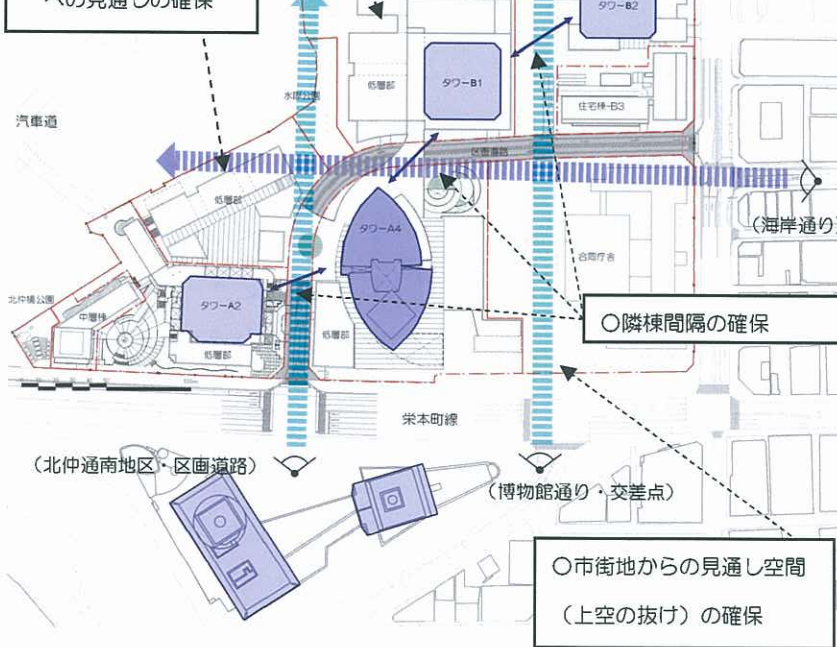 への見通しの確保
タワーB2
タワーB1
低層部
住宅棟-B3
水際公園
汽車道
区画道路
低層部
(海岸通り
タワーA4
合同庁舎
北仲橋公園
タワーA2
中層棟
○隣棟間隔の確保
低層部
低層部
栄本町線
(北仲通南地区・区画道路)
(博物館通り・交差点)
○市街地からの見通し空間
(上空の抜け)の確保